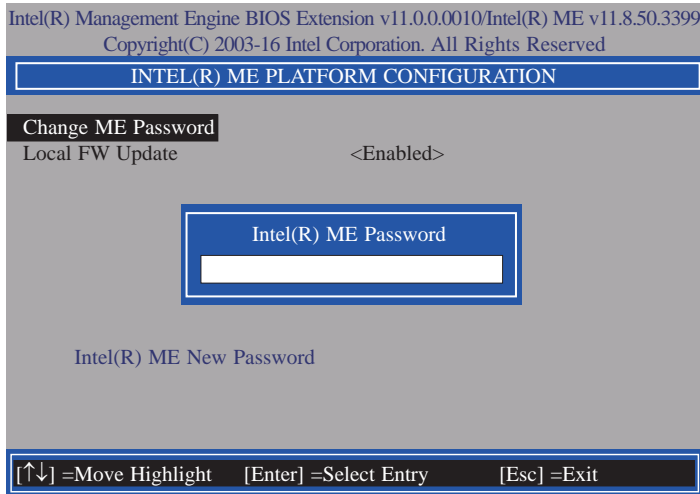 Intel(R) Management Engine BIOS Extension v11.0.0.0010/Intel(R) ME v11.8.50.3399
Copyright(C) 2003-16 Intel Corporation. All Rights Reserved
INTEL(R) ME PLATFORM CONFIGURATION
Change ME Password
Local FW Update <Enabled>
Intel(R) ME Password
Intel(R) ME New Password
[↑↓] =Move Highlight [Enter] =Select Entry [Esc] =Exit